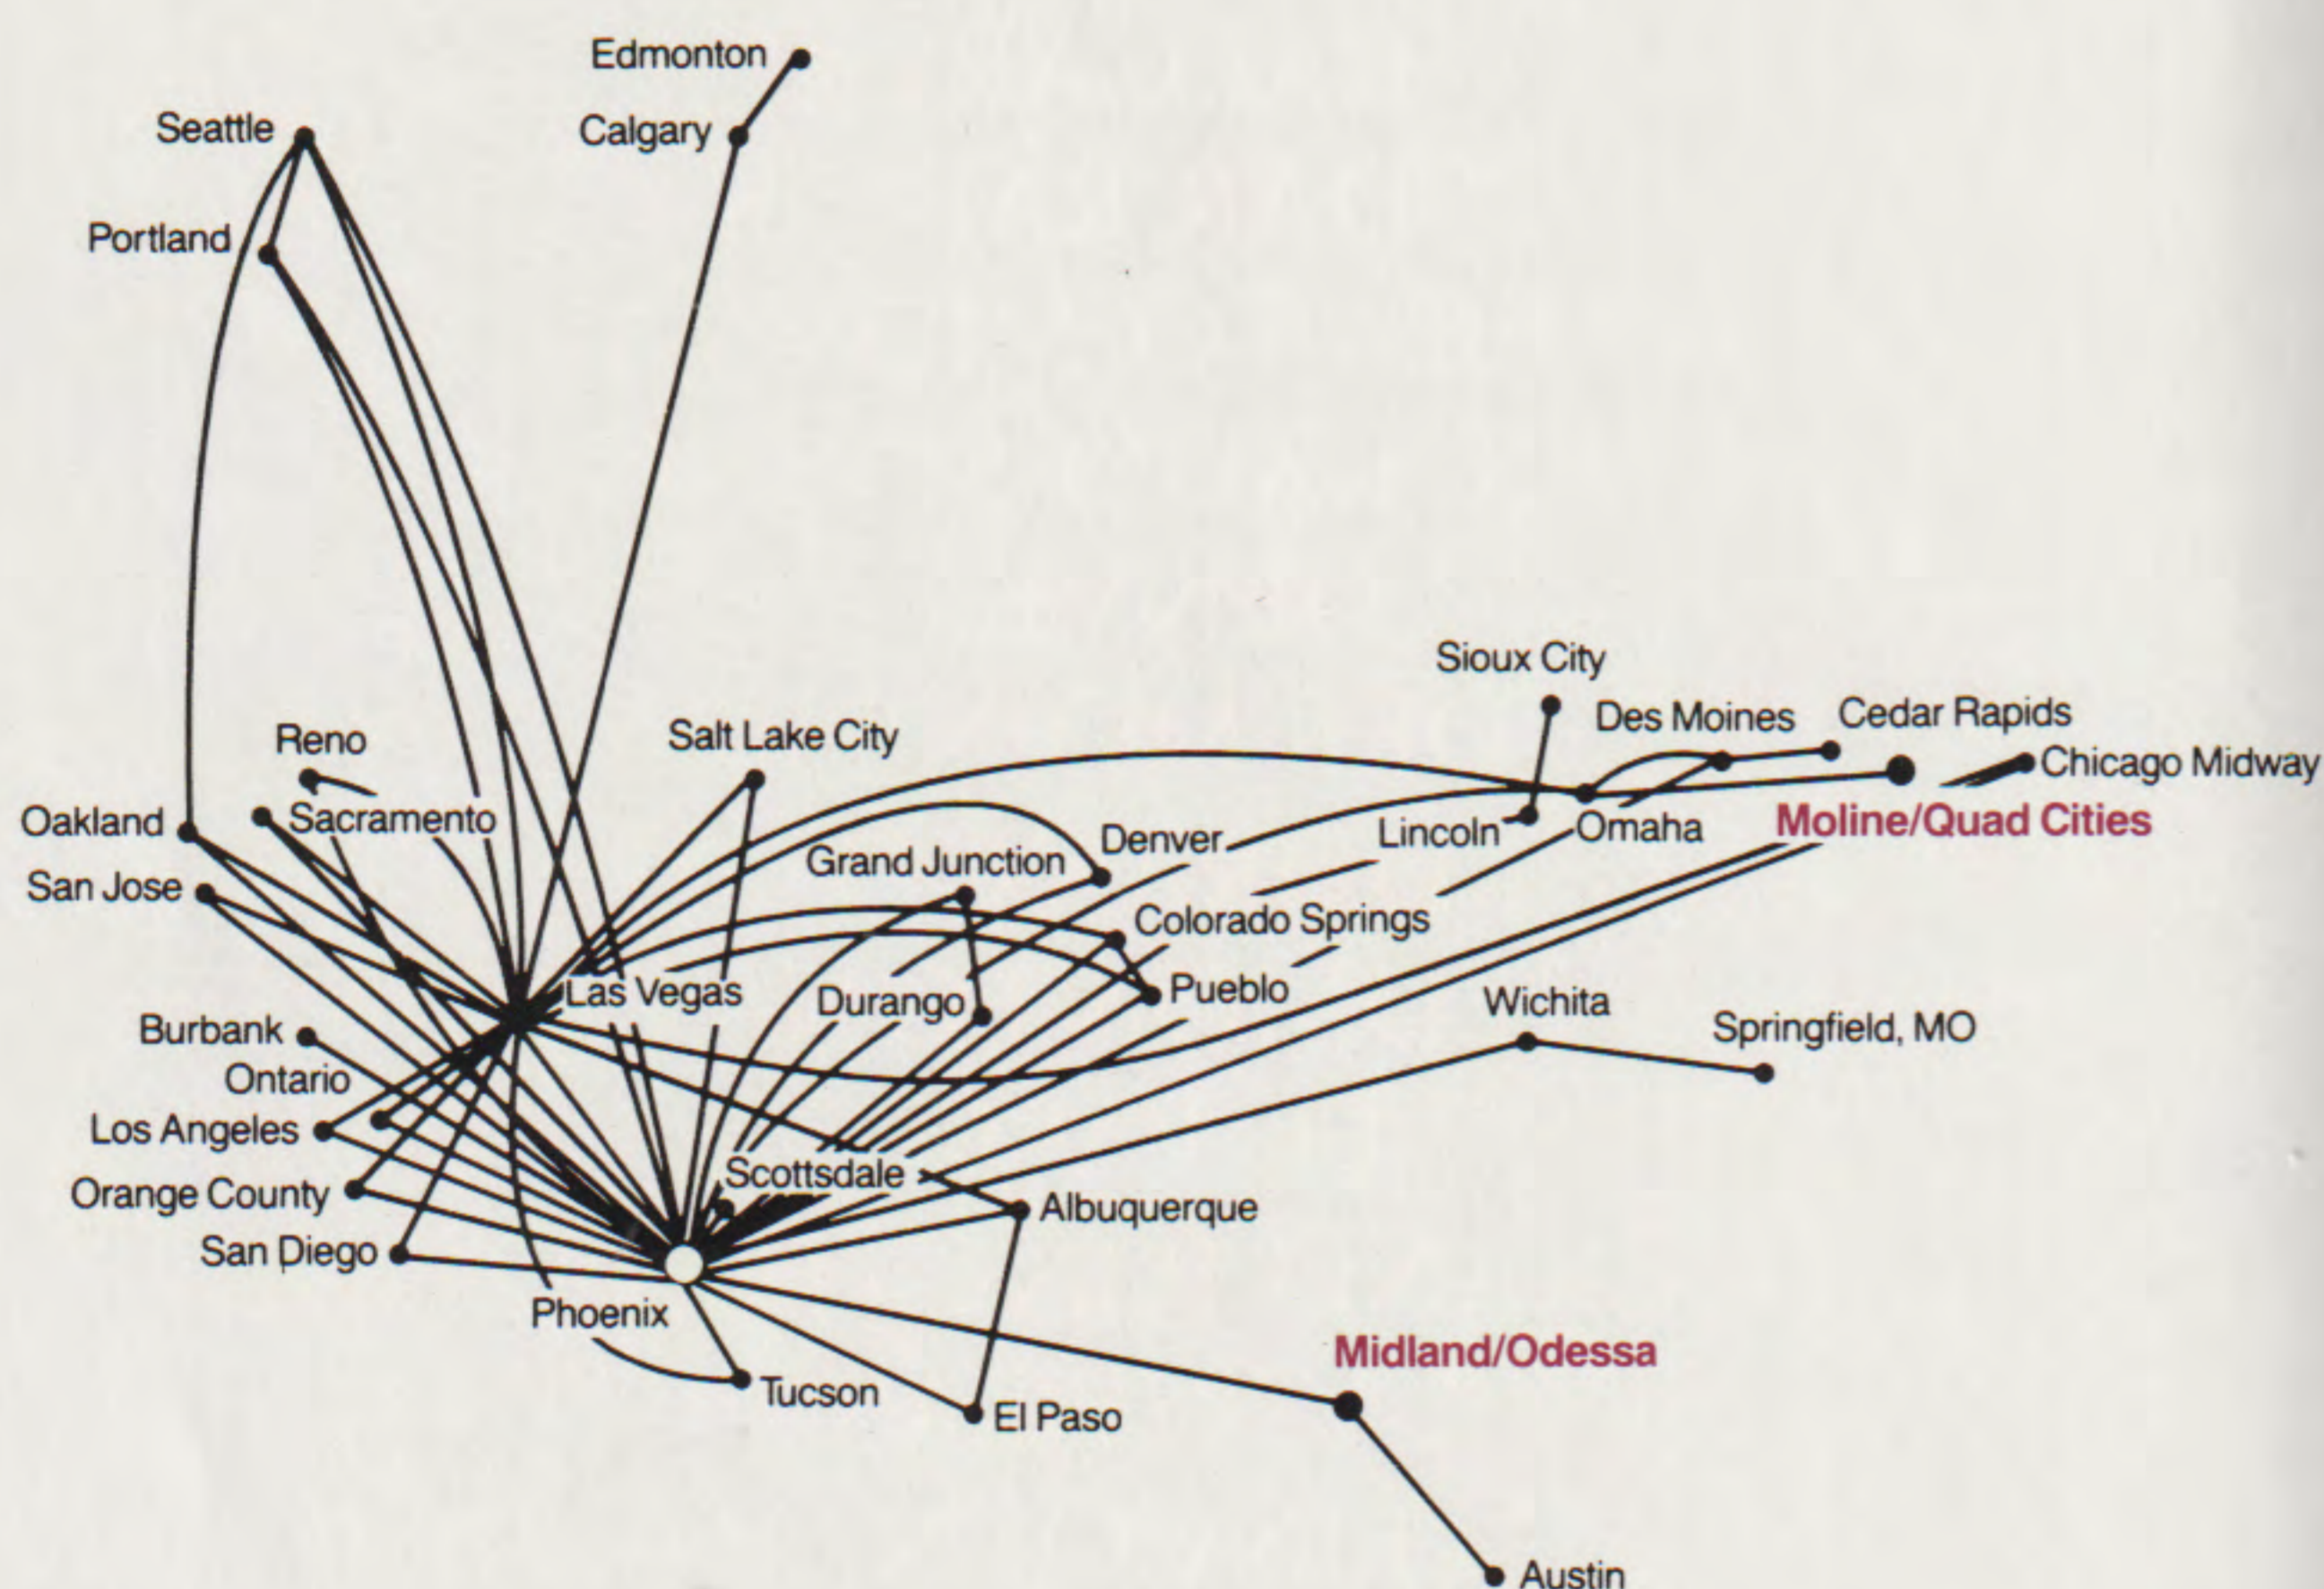 Edmonton
Seattle
Calgary
Portland
Sioux City
Des Moines
Cedar Rapids
Reno
Salt Lake City
Chicago Midway
Oakland
Sacramento
Denver
Lincoln
Omaha
Moline/Quad Cities
Grand Junction
San Jose
Colorado Springs
Las Vegas
Durango
Pueblo
Wichita
Burbank
Springfield, MO
Ontario
Los Angeles
Scottsdale
Orange County
Albuquerque
San Diego
Phoenix
Midland/Odessa
Tucson
El Paso
Austin